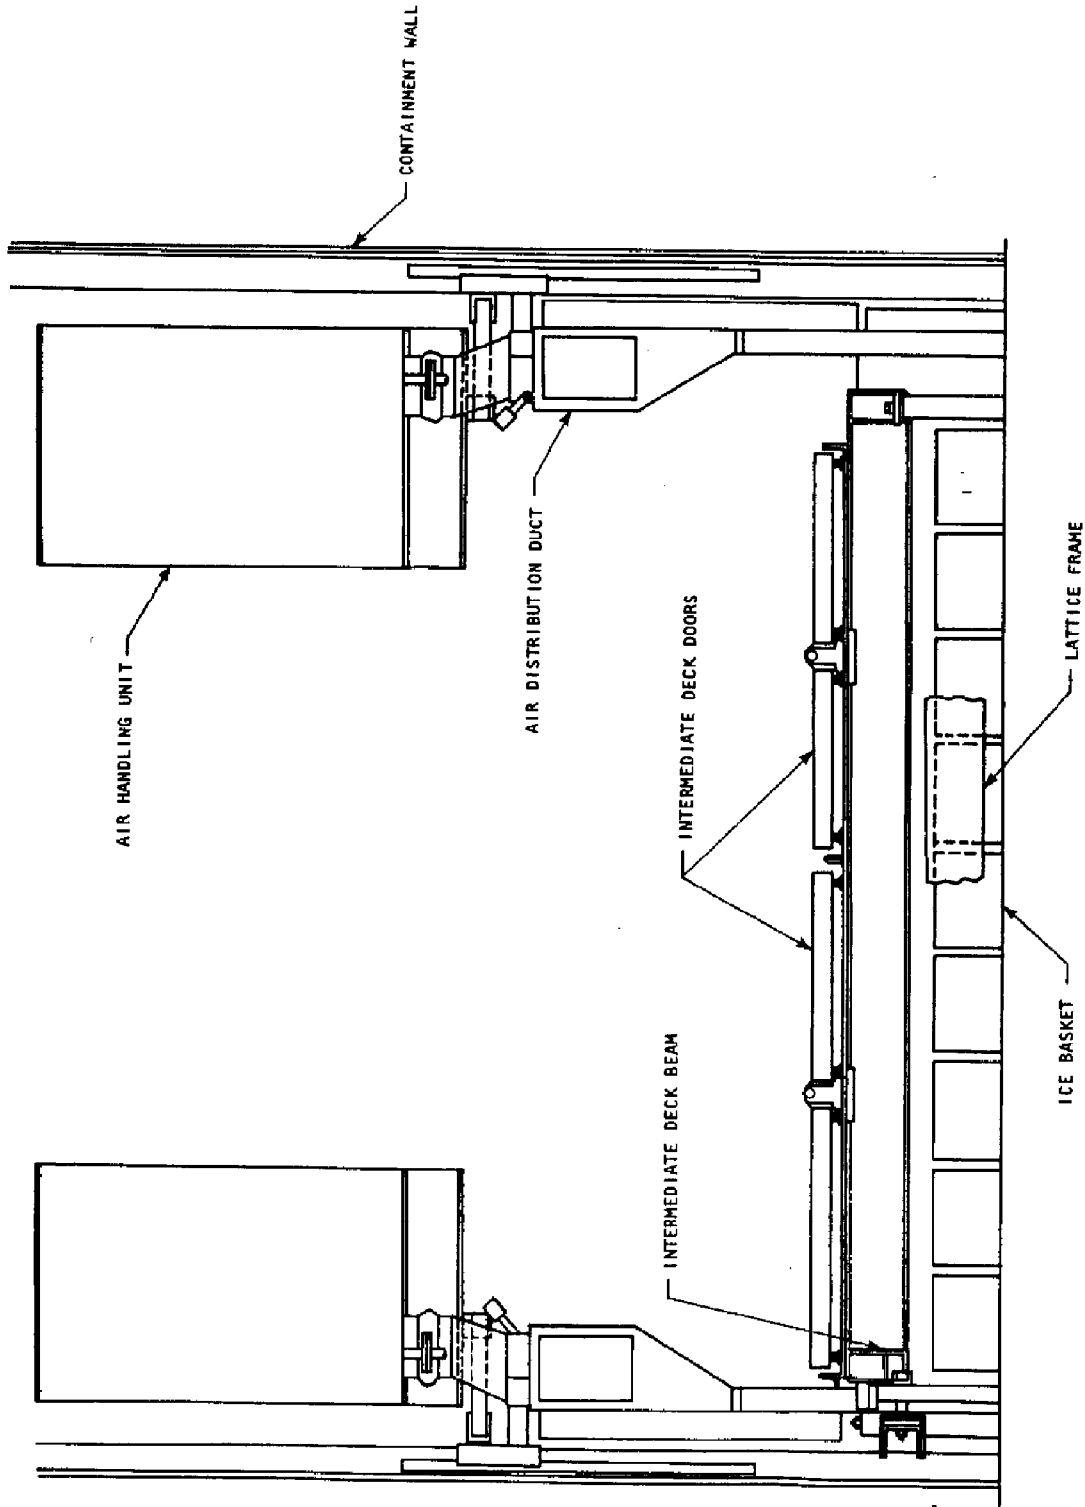 CONTAINMENT WALL
AIR HANDLING UNIT
AIR DISTRIBUTION DUCT
INTERMEDIATE DECK DOORS
INTERMEDIATE DECK BEAM
LATTICE FRAME
ICE BASKET